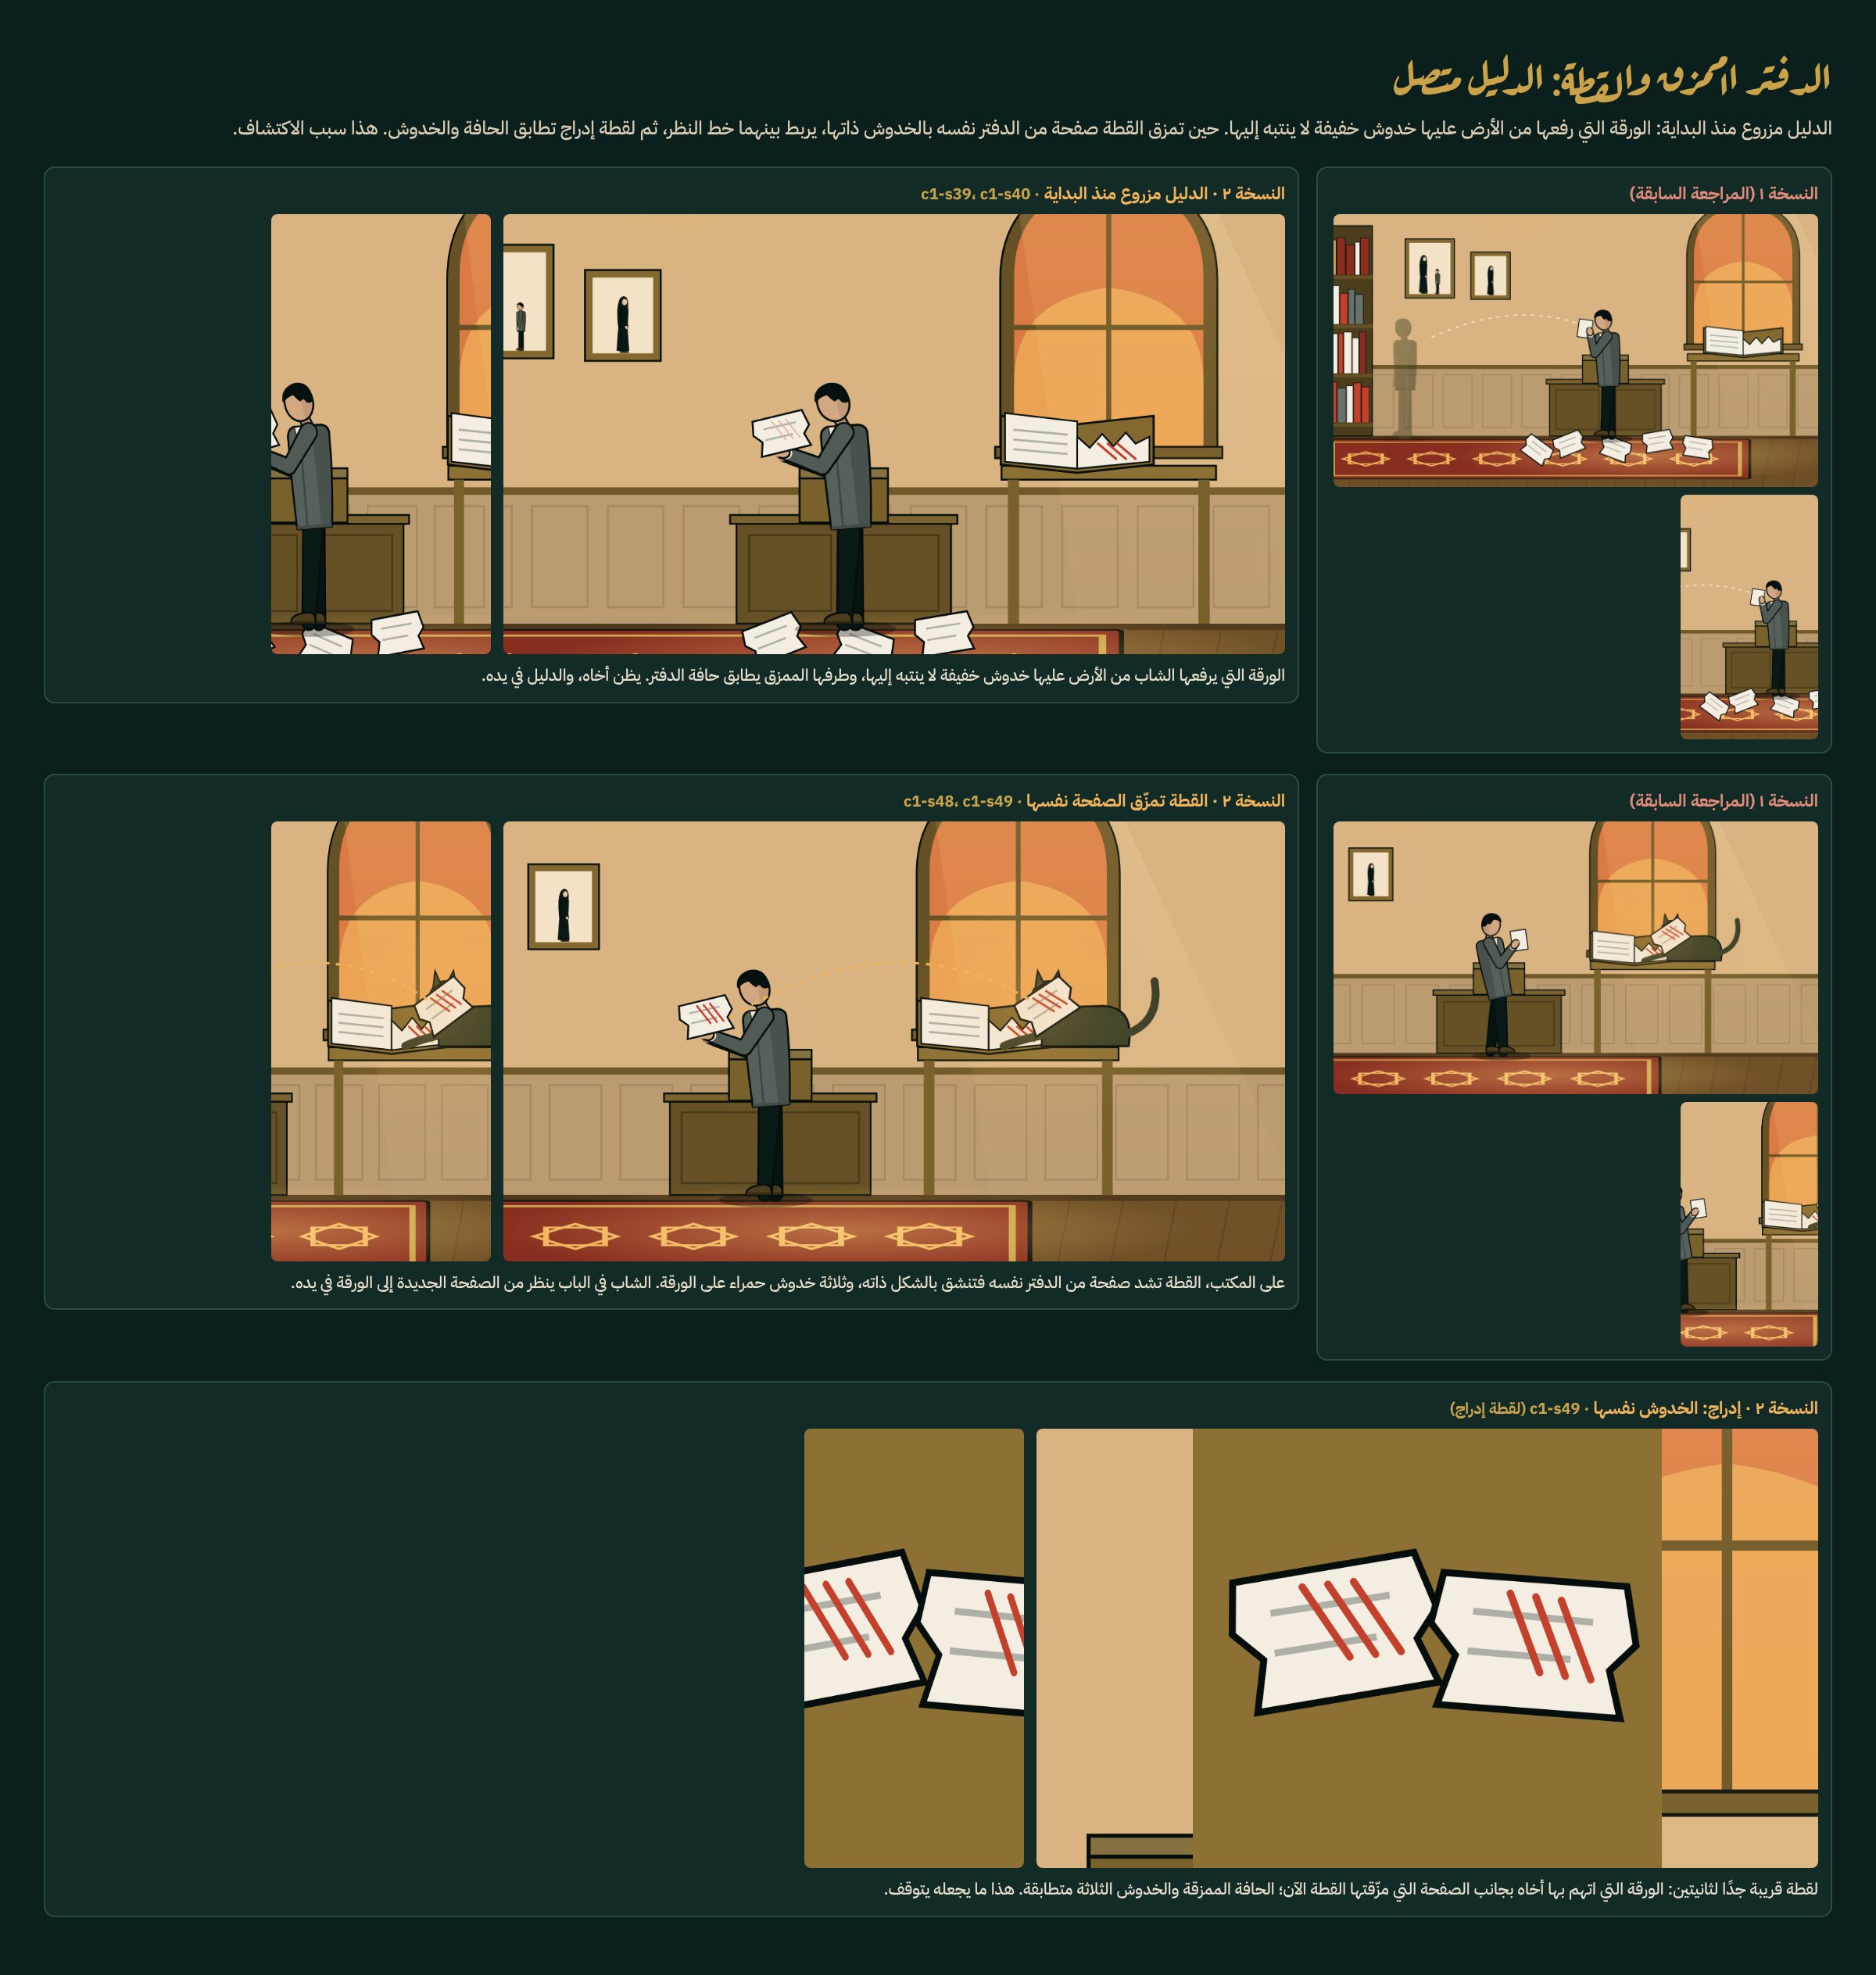 الدفتر الممزق والقطة: الدليل متصل
الدليل مزروع منذ البداية: الورقة التي رفعها من الأرض عليها خدوش خفيفة لا ينتبه إليها. حين تمزق القطة صفحة من الدفتر نفسه بالخدوش ذاتها، يربط بينهما خط النظر، ثم لقطة إدراج تطابق الحافة والخدوش. هذا سبب الاكتشاف.
النسخة ١ (المراجعة السابقة)
النسخة ٢ · الدليل مزروع منذ البداية · c1-s39، c1-s40
الورقة التي يرفعها الشاب من الأرض عليها خدوش خفيفة لا ينتبه إليها، وطرفها الممزق يطابق حافة الدفتر. يظن أخاه، والدليل في يده.
النسخة ١ (المراجعة السابقة)
النسخة ٢ · القطة تمزّق الصفحة نفسها · c1-s48، c1-s49
على المكتب، القطة تشد صفحة من الدفتر نفسه فتنشق بالشكل ذاته، وثلاثة خدوش حمراء على الورقة. الشاب في الباب ينظر من الصفحة الجديدة إلى الورقة في يده.
النسخة ٢ · إدراج: الخدوش نفسها · c1-s49 (لقطة إدراج)
لقطة قريبة جدًا لثانيتين: الورقة التي اتهم بها أخاه بجانب الصفحة التي مزّقتها القطة الآن؛ الحافة الممزقة والخدوش الثلاثة متطابقة. هذا ما يجعله يتوقف.